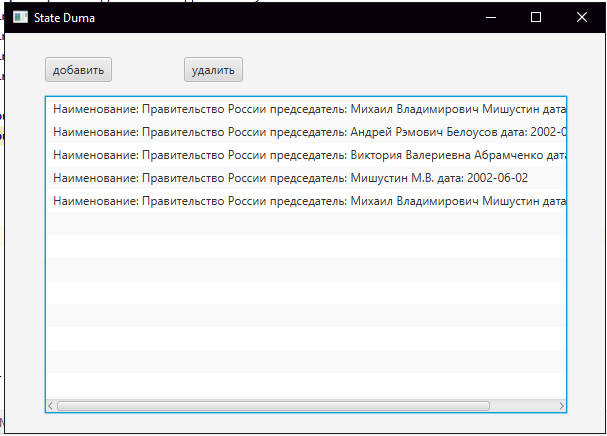 State Duma
добавить
удалить
Наименование: Правительство России председатель: Михаил Владимирович Мишустин дата
Наименование: Правительство России председатель: Андрей Рэмович Белоусов дата: 2002-0
Наименование: Правительство России председатель: Виктория Валериевна Абрамченко дата
Наименование: Правительство России председатель: Мишустин М.В. дата: 2002-06-02
Наименование: Правительство России председатель: Михаил Владимирович Мишустин дата